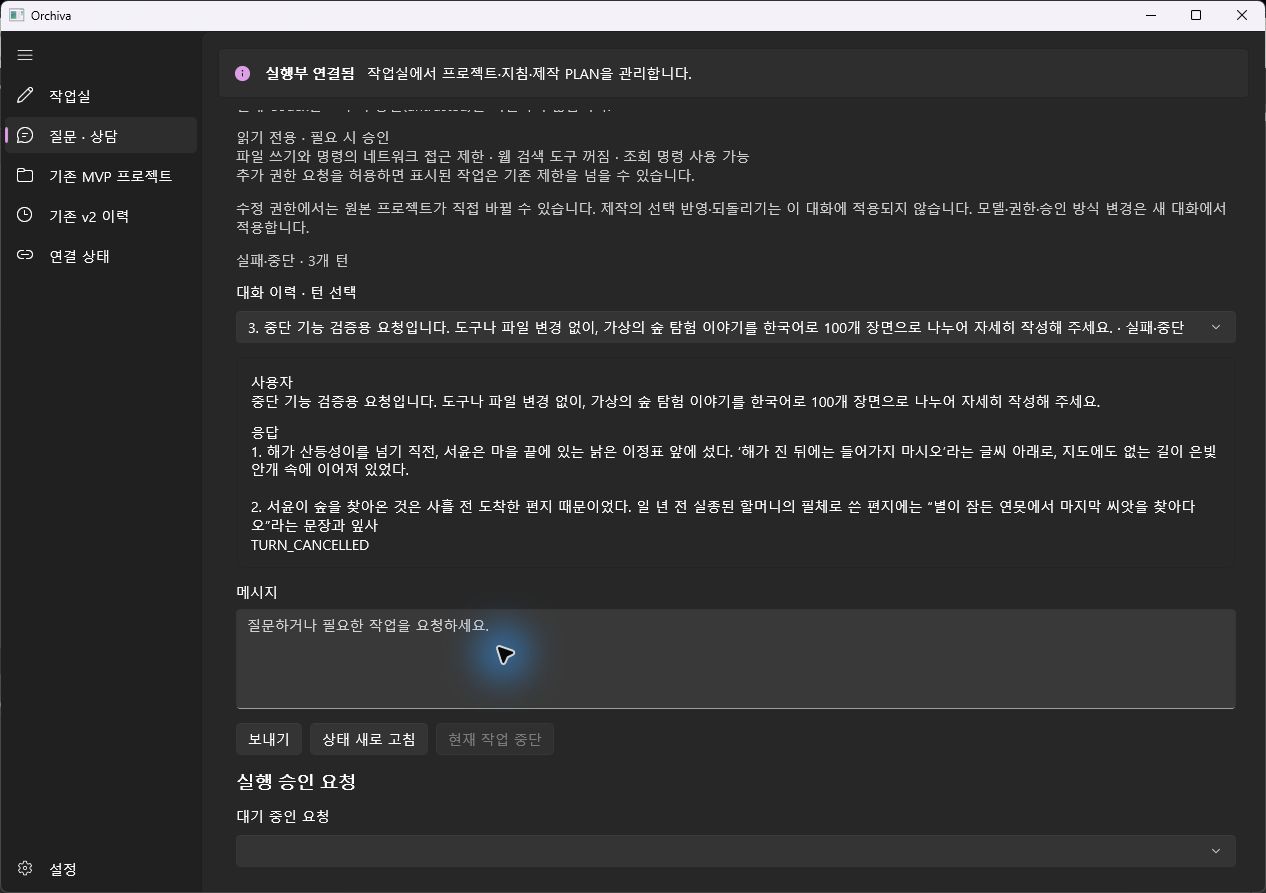 Orchiva
작업실
질문 · 상담
기존 MVP 프로젝트
기존 v2 이력
연결 상태
설정
실행부 연결됨 작업실에서 프로젝트·지침·제작 PLAN을 관리합니다.
읽기 전용 · 필요 시 승인
파일 쓰기와 명령의 네트워크 접근 제한 · 웹 검색 도구 꺼짐 · 조회 명령 사용 가능
추가 권한 요청을 허용하면 표시된 작업은 기존 제한을 넘을 수 있습니다.
수정 권한에서는 원본 프로젝트가 직접 바뀔 수 있습니다. 제작의 선택 반영·되돌리기는 이 대화에 적용되지 않습니다. 모델·권한·승인 방식 변경은 새 대화에서
적용합니다.
실패·중단 · 3개 턴
대화 이력 · 턴 선택
3. 중단 기능 검증용 요청입니다. 도구나 파일 변경 없이, 가상의 숲 탐험 이야기를 한국어로 100개 장면으로 나누어 자세히 작성해 주세요. · 실패·중단
사용자
중단 기능 검증용 요청입니다. 도구나 파일 변경 없이, 가상의 숲 탐험 이야기를 한국어로 100개 장면으로 나누어 자세히 작성해 주세요.
응답
1. 해가 산등성이를 넘기 직전, 서윤은 마을 끝에 있는 낡은 이정표 앞에 섰다. ‘해가 진 뒤에는 들어가지 마시오’라는 글씨 아래로, 지도에도 없는 길이 은빛
안개 속에 이어져 있었다.
2. 서윤이 숲을 찾아온 것은 사흘 전 도착한 편지 때문이었다. 일 년 전 실종된 할머니의 필체로 쓴 편지에는 “별이 잠든 연못에서 마지막 씨앗을 찾아다
오”라는 문장과 잎사
TURN_CANCELLED
메시지
질문하거나 필요한 작업을 요청하세요.
보내기
상태 새로 고침
현재 작업 중단
실행 승인 요청
대기 중인 요청